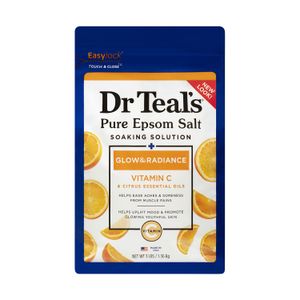 Easylock
TOUCH & CLOSE
NEW
LOOK!
Dr Teal's
Pure Epsom Salt
SOAKING SOLUTION
GLOW & RADIANCE
VITAMIN C
& CITRUS ESSENTIAL OILS
HELPS EASE ACHES & SORENESS
FROM MUSCLE PAINS
HELPS UPLIFT MOOD & PROMOTE
GLOWING YOUTHFUL SKIN
VITAMIN
NET WT 3 LBS / 1.36 kg